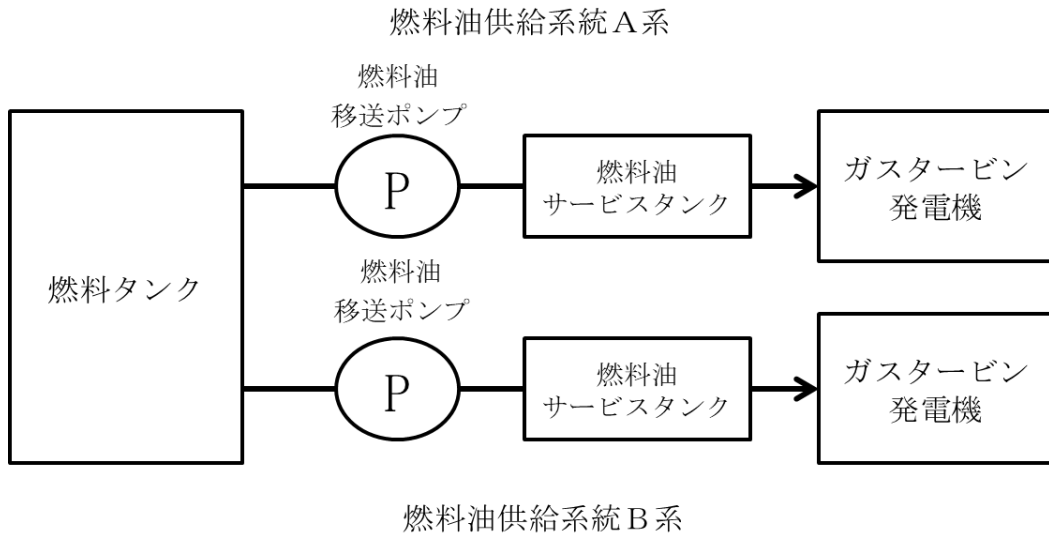 燃料油供給系統A系
燃料油
移送ポンプ
P
燃料油
サービスタンク
ガスタービン
発電機
燃料タンク
燃料油
移送ポンプ
P
燃料油
サービスタンク
ガスタービン
発電機
燃料油供給系統B系